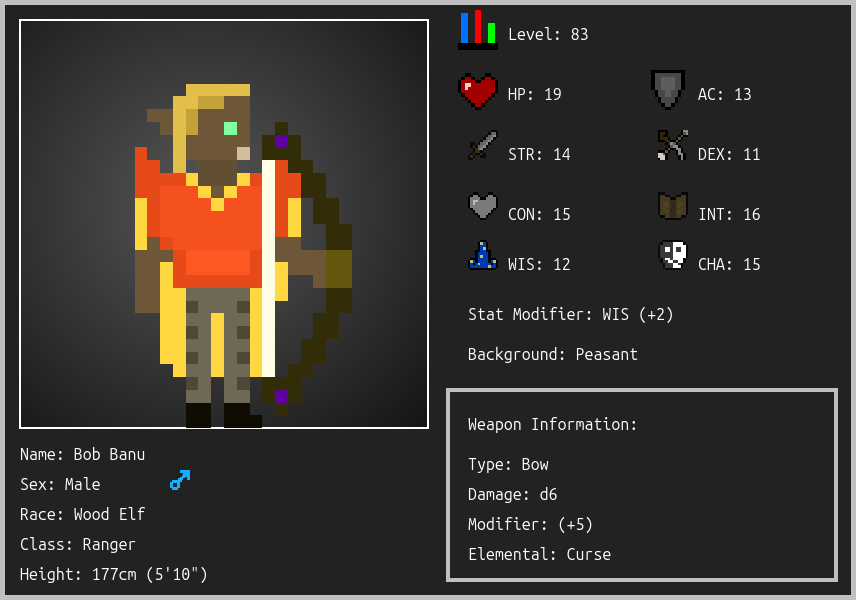 Level: 83
HP: 19
AC: 13
STR: 14
DEX: 11
CON: 15
INT: 16
WIS: 12
CHA: 15
Stat Modifier: WIS (+2)
Background: Peasant
Weapon Information:
Type: Bow
Damage: d6
Modifier: (+5)
Elemental: Curse
Name: Bob Banu
Sex: Male
Race: Wood Elf
Class: Ranger
Height: 177cm (5'10")